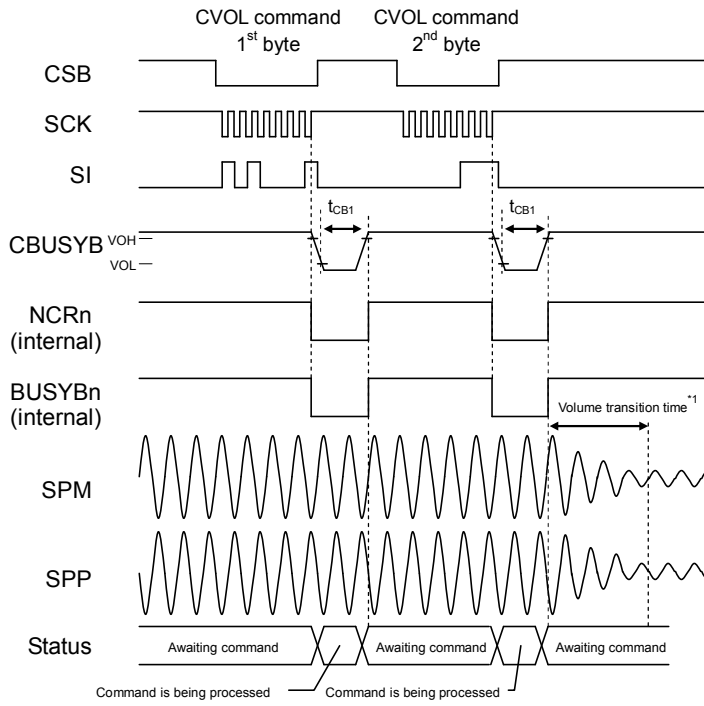 CVOL command
1st byte
CVOL command
2nd byte
CSB
SCK
SI
tCB1
tCB1
CBUSYB
VOH
VOL
NCRn
(internal)
BUSYBn
(internal)
Volume transition time*1
SPM
SPP
Status
Awaiting command
Awaiting command
Awaiting command
Command is being processed
Command is being processed